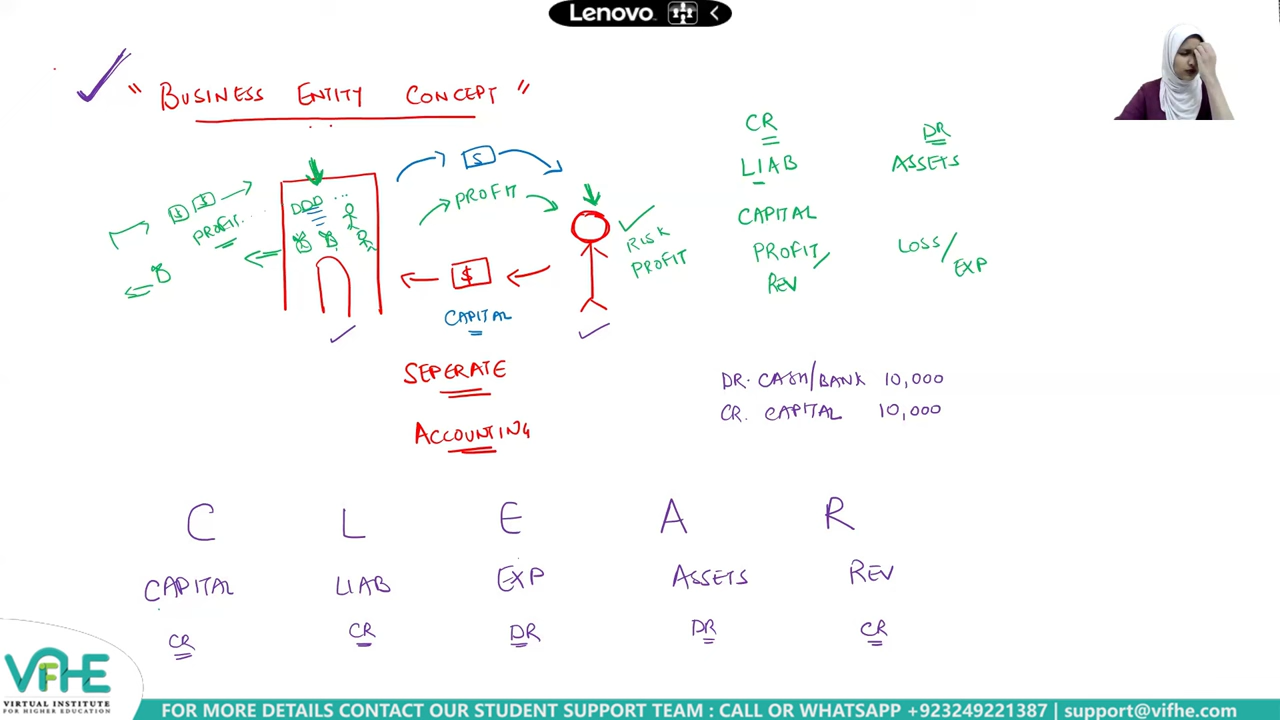 Lenovo
" BUSINESS ENTITY CONCEPT "
$
$ $
PROFIT...
PROFIT
RISK
PROFIT
$
CAPITAL
SEPERATE
ACCOUNTING
CR DR
LIAB ASSETS
CAPITAL
PROFIT/ LOSS/
REV EXP
DR. CASH/BANK 10,000
CR. CAPITAL 10,000
C L E A R
CAPITAL LIAB EXP ASSETS REV
CR CR DR DR CR
VFHE
VIRTUAL INSTITUTE
FOR HIGHER EDUCATION
FOR MORE DETAILS CONTACT OUR STUDENT SUPPORT TEAM : CALL OR WHATSAPP +923249221387 | support@vifhe.com